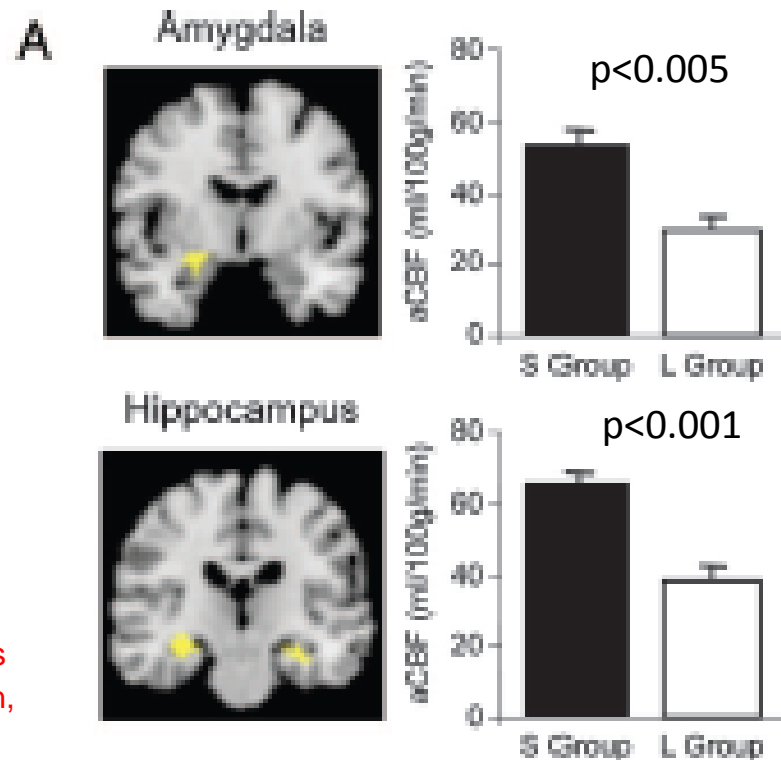 A
Amygdala
aCBF (ml/100g/min)
80
60
40
20
0
p<0.005
S Group L Group
Hippocampus
aCBF (ml/100g/min)
80
60
40
20
0
p<0.001
S Group L Group